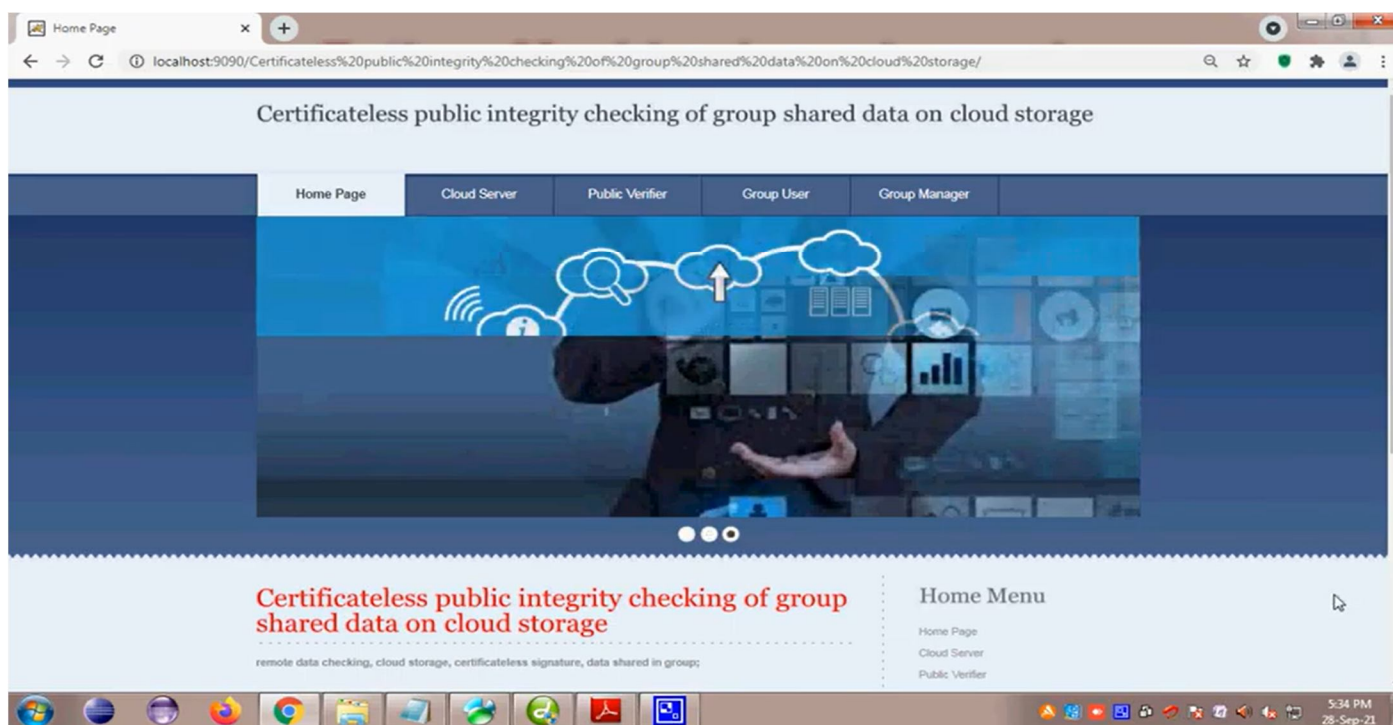 Home Page
localhost:9090/Certificateless%20public%20integrity%20checking%20of%20group%20shared%20data%20on%20cloud%20storage/
Certificateless public integrity checking of group shared data on cloud storage
Home Page Cloud Server Public Verifier Group User Group Manager
Certificateless public integrity checking of group
shared data on cloud storage
remote data checking, cloud storage, certificateless signature, data shared in group;
Home Menu
Home Page
Cloud Server
Public Verifier
5:34 PM
28-Sep-21